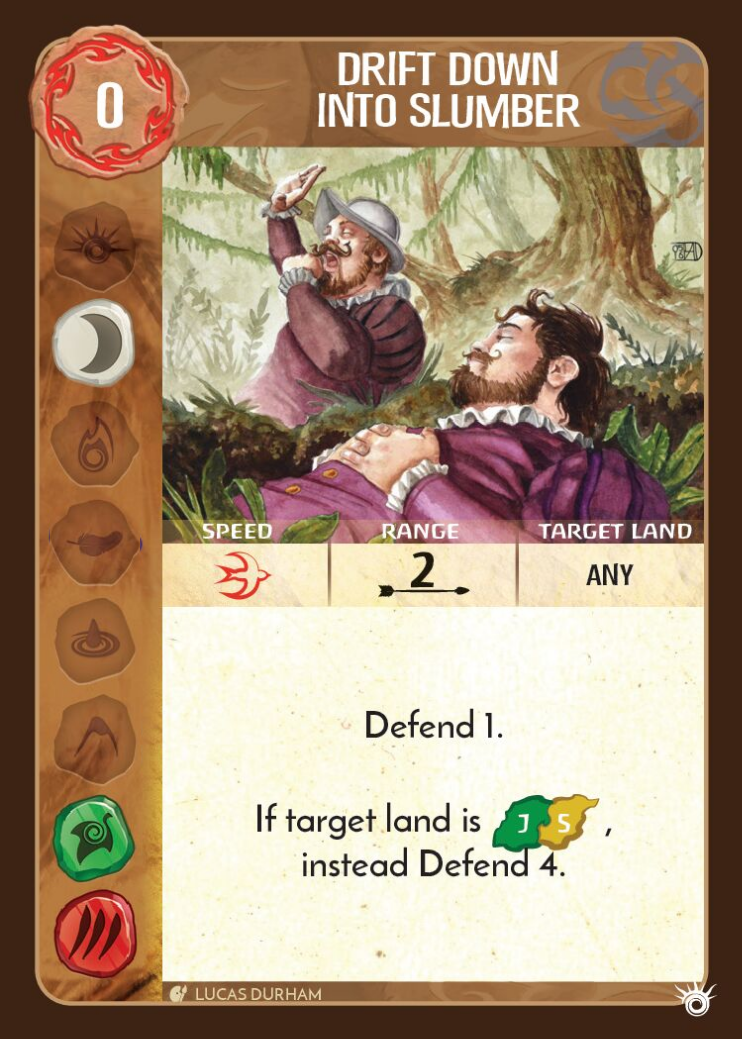 0
DRIFT DOWN
INTO SLUMBER
SPEED RANGE TARGET LAND
2 ANY
Defend 1.
If target land is J S ,
instead Defend 4.
LUCAS DURHAM